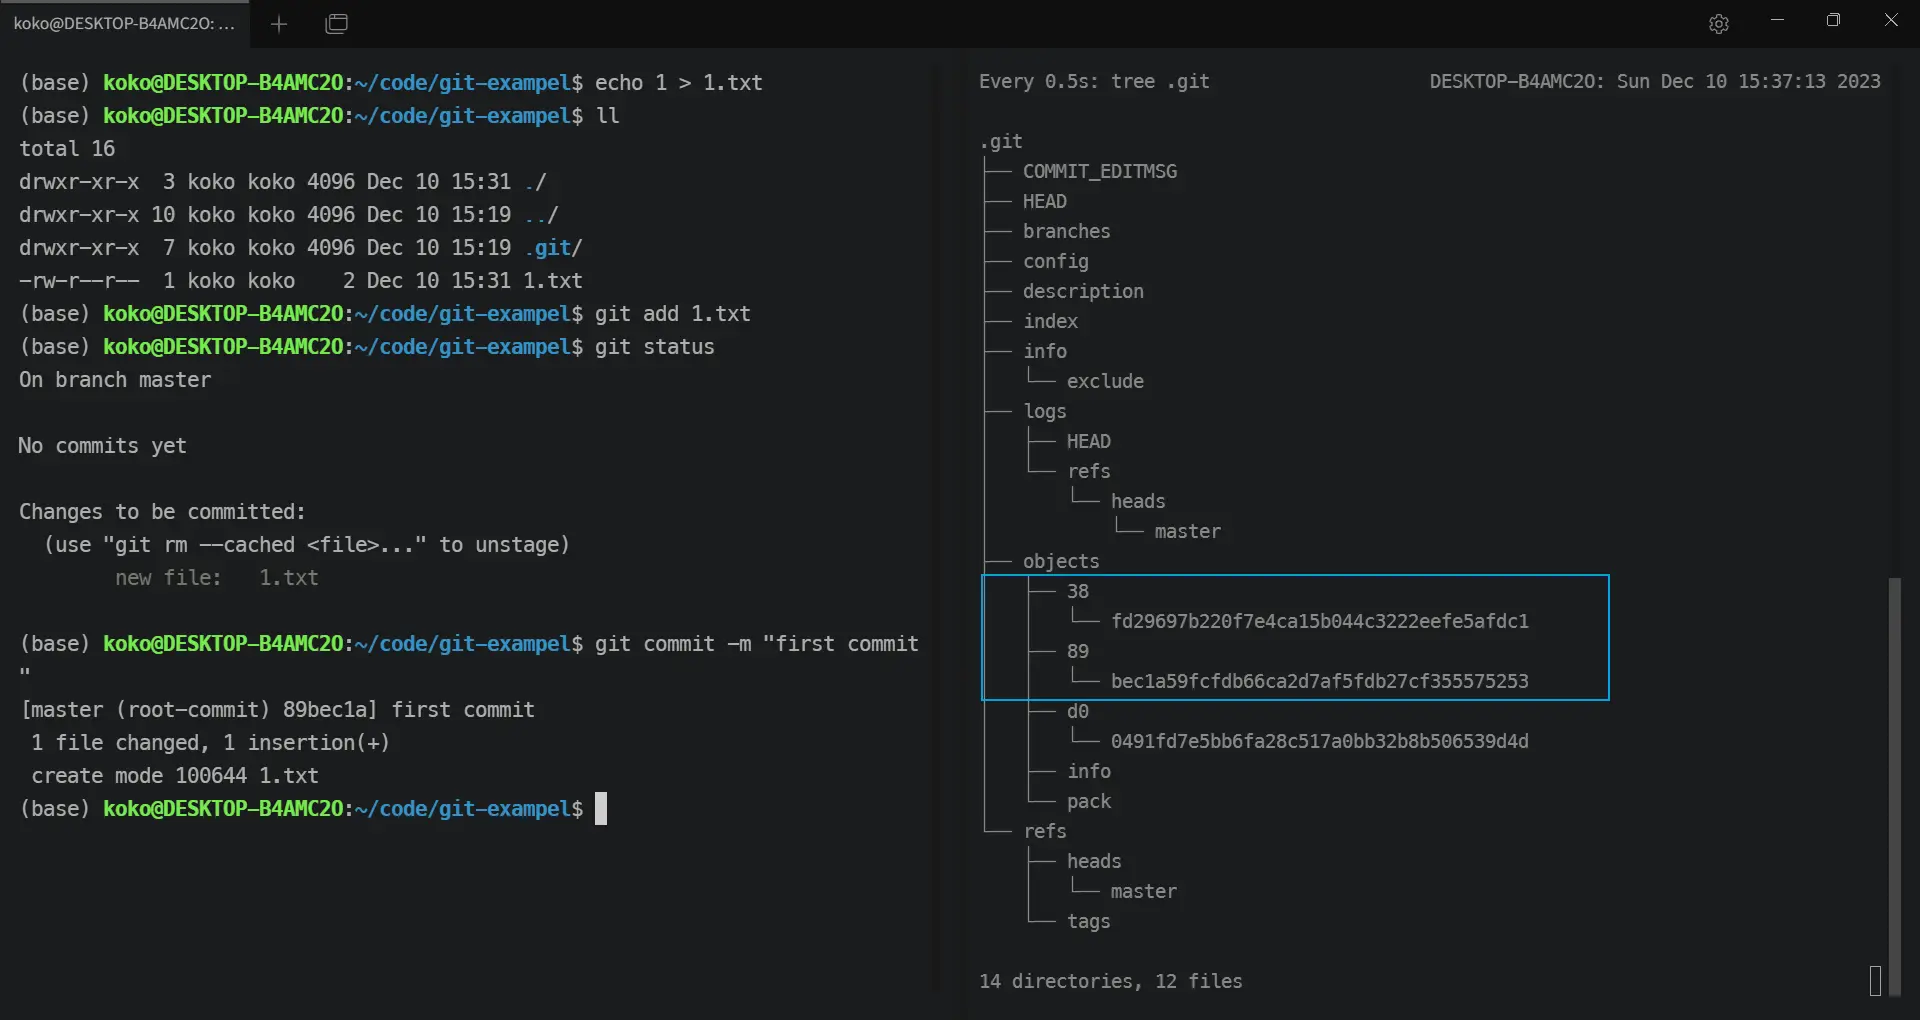 koko@DESKTOP-B4AMC2O: ...
(base) koko@DESKTOP-B4AMC2O:~/code/git-exampel$ echo 1 > 1.txt
(base) koko@DESKTOP-B4AMC2O:~/code/git-exampel$ ll
total 16
drwxr-xr-x  3 koko koko 4096 Dec 10 15:31 ./
drwxr-xr-x 10 koko koko 4096 Dec 10 15:19 ../
drwxr-xr-x  7 koko koko 4096 Dec 10 15:19 .git/
-rw-r--r--  1 koko koko    2 Dec 10 15:31 1.txt
(base) koko@DESKTOP-B4AMC2O:~/code/git-exampel$ git add 1.txt
(base) koko@DESKTOP-B4AMC2O:~/code/git-exampel$ git status
On branch master
No commits yet
Changes to be committed:
  (use "git rm --cached <file>..." to unstage)
        new file:   1.txt
(base) koko@DESKTOP-B4AMC2O:~/code/git-exampel$ git commit -m "first commit
"
[master (root-commit) 89bec1a] first commit
 1 file changed, 1 insertion(+)
 create mode 100644 1.txt
(base) koko@DESKTOP-B4AMC2O:~/code/git-exampel$
Every 0.5s: tree .git DESKTOP-B4AMC2O: Sun Dec 10 15:37:13 2023
.git
├── COMMIT_EDITMSG
├── HEAD
├── branches
├── config
├── description
├── index
├── info
│   └── exclude
├── logs
│   ├── HEAD
│   └── refs
│       └── heads
│           └── master
├── objects
│   ├── 38
│   │   └── fd29697b220f7e4ca15b044c3222eefe5afdc1
│   ├── 89
│   │   └── bec1a59fcfdb66ca2d7af5fdb27cf355575253
│   ├── d0
│   │   └── 0491fd7e5bb6fa28c517a0bb32b8b506539d4d
│   ├── info
│   └── pack
└── refs
    ├── heads
    │   └── master
    └── tags
14 directories, 12 files